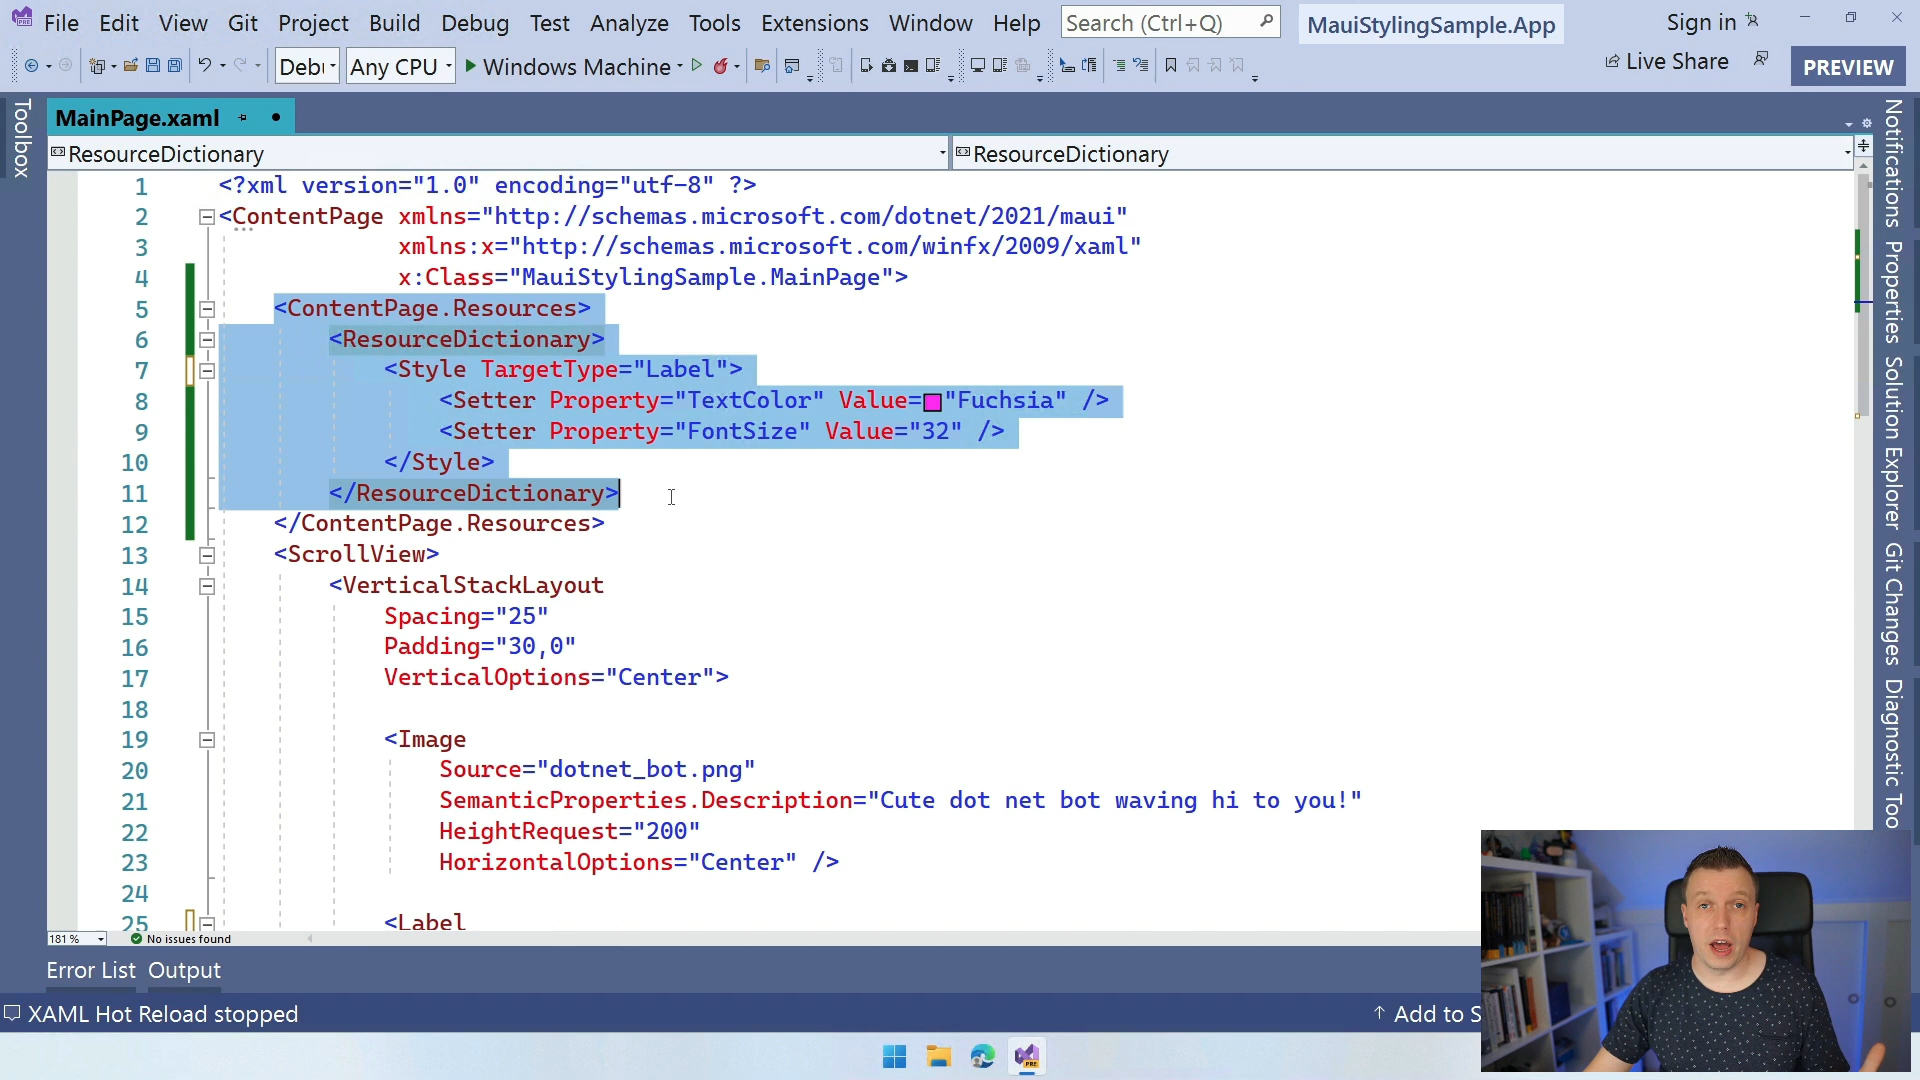 File Edit View Git Project Build Debug Test Analyze Tools Extensions Window Help Search (Ctrl+Q) MauiStylingSample.App Sign in
Debu Any CPU Windows Machine Live Share PREVIEW
Toolbox
MainPage.xaml
ResourceDictionary ResourceDictionary
1 <?xml version="1.0" encoding="utf-8" ?>
2 <ContentPage xmlns="http://schemas.microsoft.com/dotnet/2021/maui"
3 xmlns:x="http://schemas.microsoft.com/winfx/2009/xaml"
4 x:Class="MauiStylingSample.MainPage">
5 <ContentPage.Resources>
6 <ResourceDictionary>
7 <Style TargetType="Label">
8 <Setter Property="TextColor" Value="Fuchsia" />
9 <Setter Property="FontSize" Value="32" />
10 </Style>
11 </ResourceDictionary>
12 </ContentPage.Resources>
13 <ScrollView>
14 <VerticalStackLayout
15 Spacing="25"
16 Padding="30,0"
17 VerticalOptions="Center">
18
19 <Image
20 Source="dotnet_bot.png"
21 SemanticProperties.Description="Cute dot net bot waving hi to you!"
22 HeightRequest="200"
23 HorizontalOptions="Center" />
24
25 <Label
Notifications
Properties
Solution Explorer
Git Changes
Diagnostic Too
181 % No issues found
Error List Output
XAML Hot Reload stopped Add to S
PRE